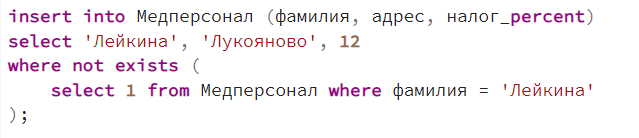 insert into Медперсонал (фамилия, адрес, налог_percent)
select 'Лейкина', 'Лукояново', 12
where not exists (
    select 1 from Медперсонал where фамилия = 'Лейкина'
);